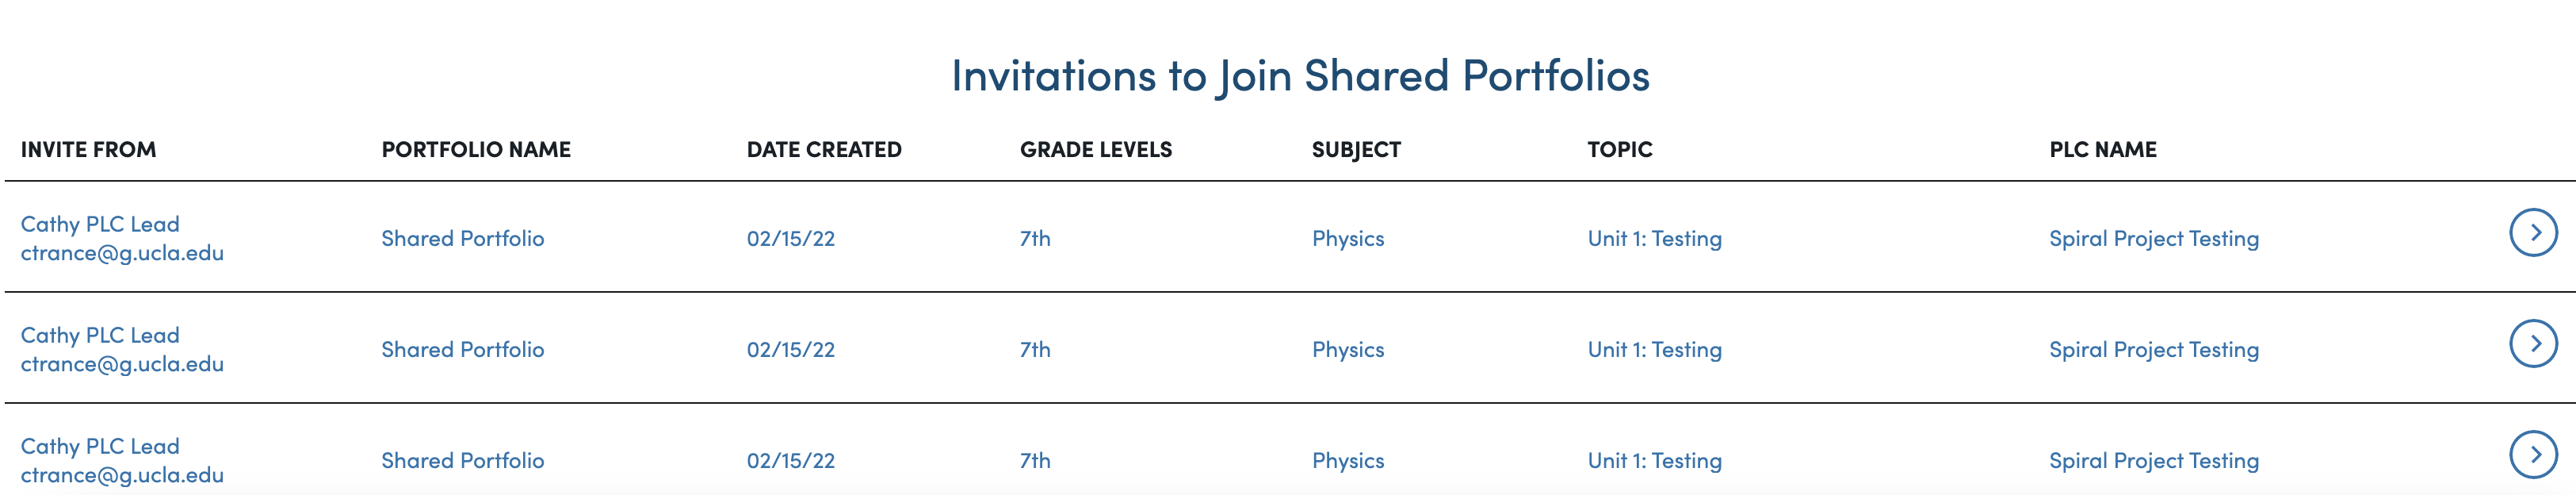 Invitations to Join Shared Portfolios
INVITE FROM PORTFOLIO NAME DATE CREATED GRADE LEVELS SUBJECT TOPIC PLC NAME
Cathy PLC Lead
ctrance@g.ucla.edu Shared Portfolio 02/15/22 7th Physics Unit 1: Testing Spiral Project Testing
Cathy PLC Lead
ctrance@g.ucla.edu Shared Portfolio 02/15/22 7th Physics Unit 1: Testing Spiral Project Testing
Cathy PLC Lead
ctrance@g.ucla.edu Shared Portfolio 02/15/22 7th Physics Unit 1: Testing Spiral Project Testing